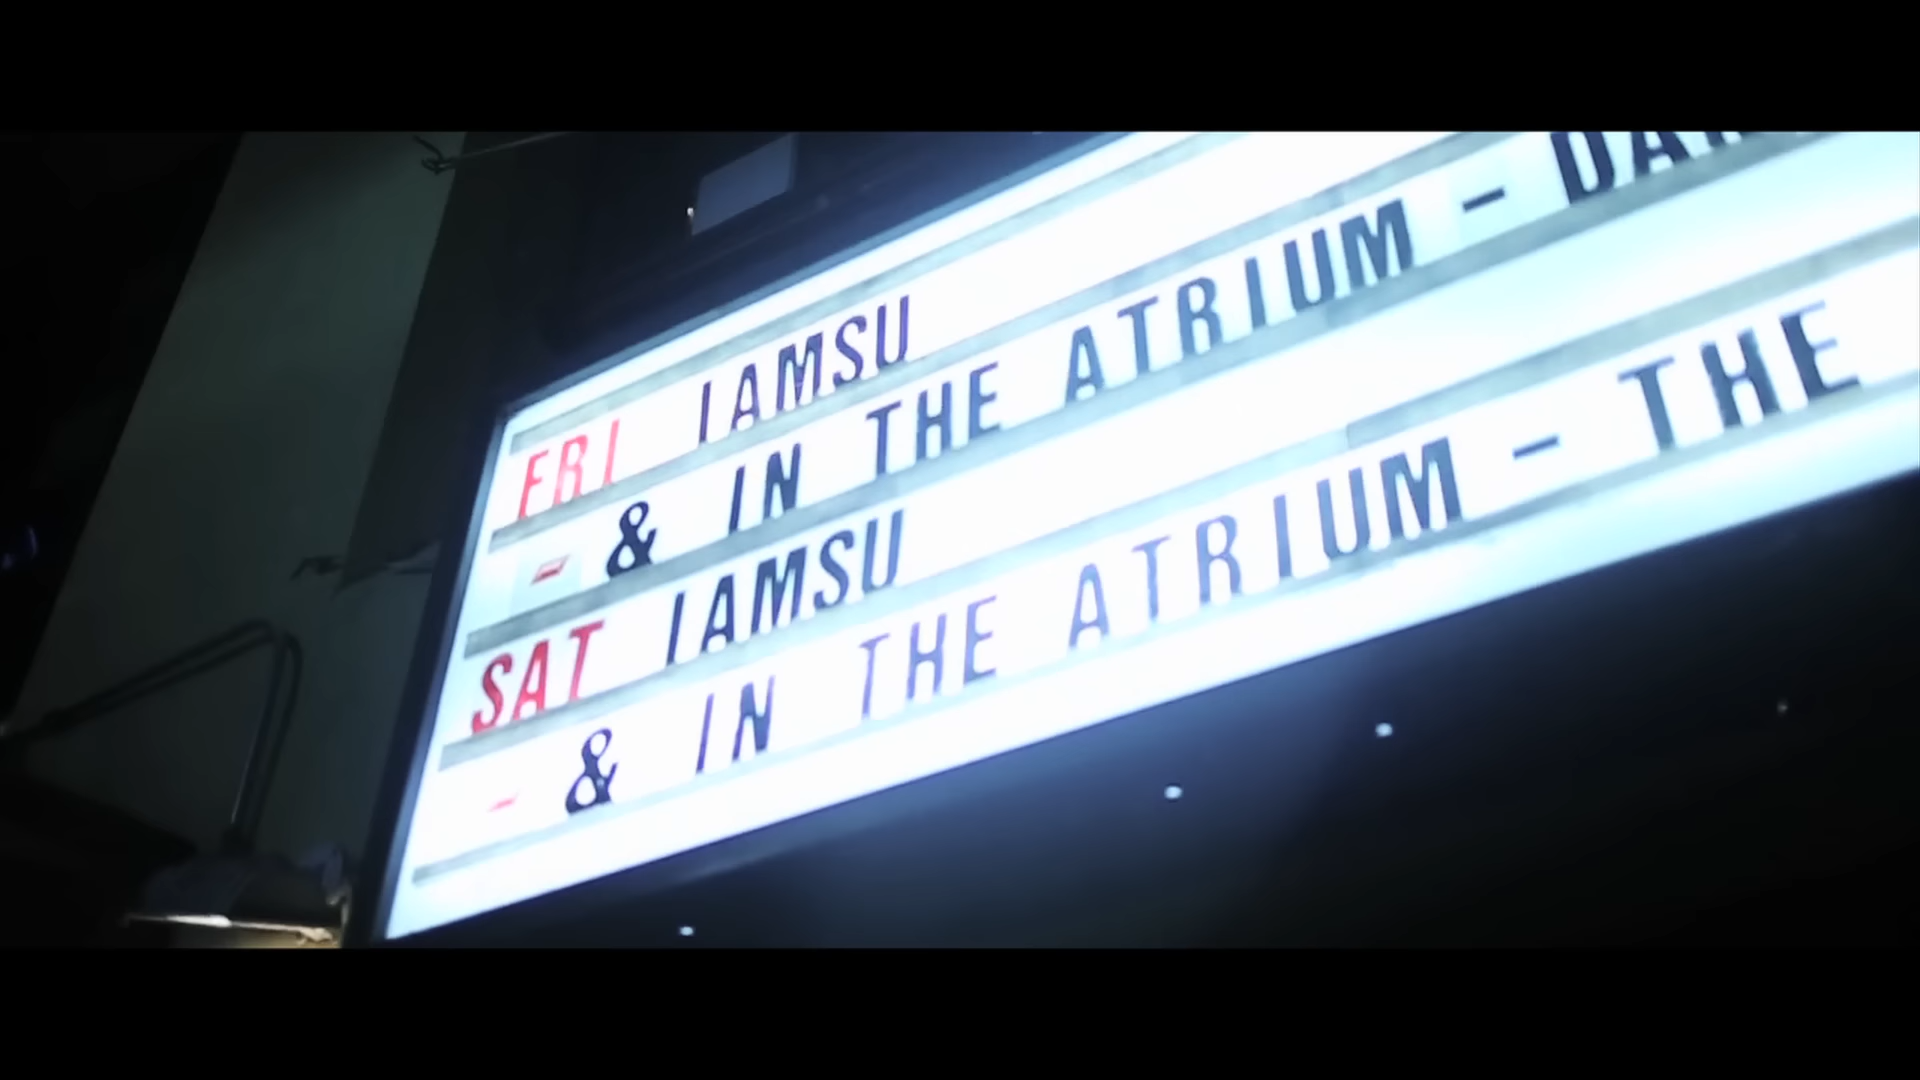 FRI IAMSU
- & IN THE ATRIUM -
SAT IAMSU
- & IN THE ATRIUM - THE